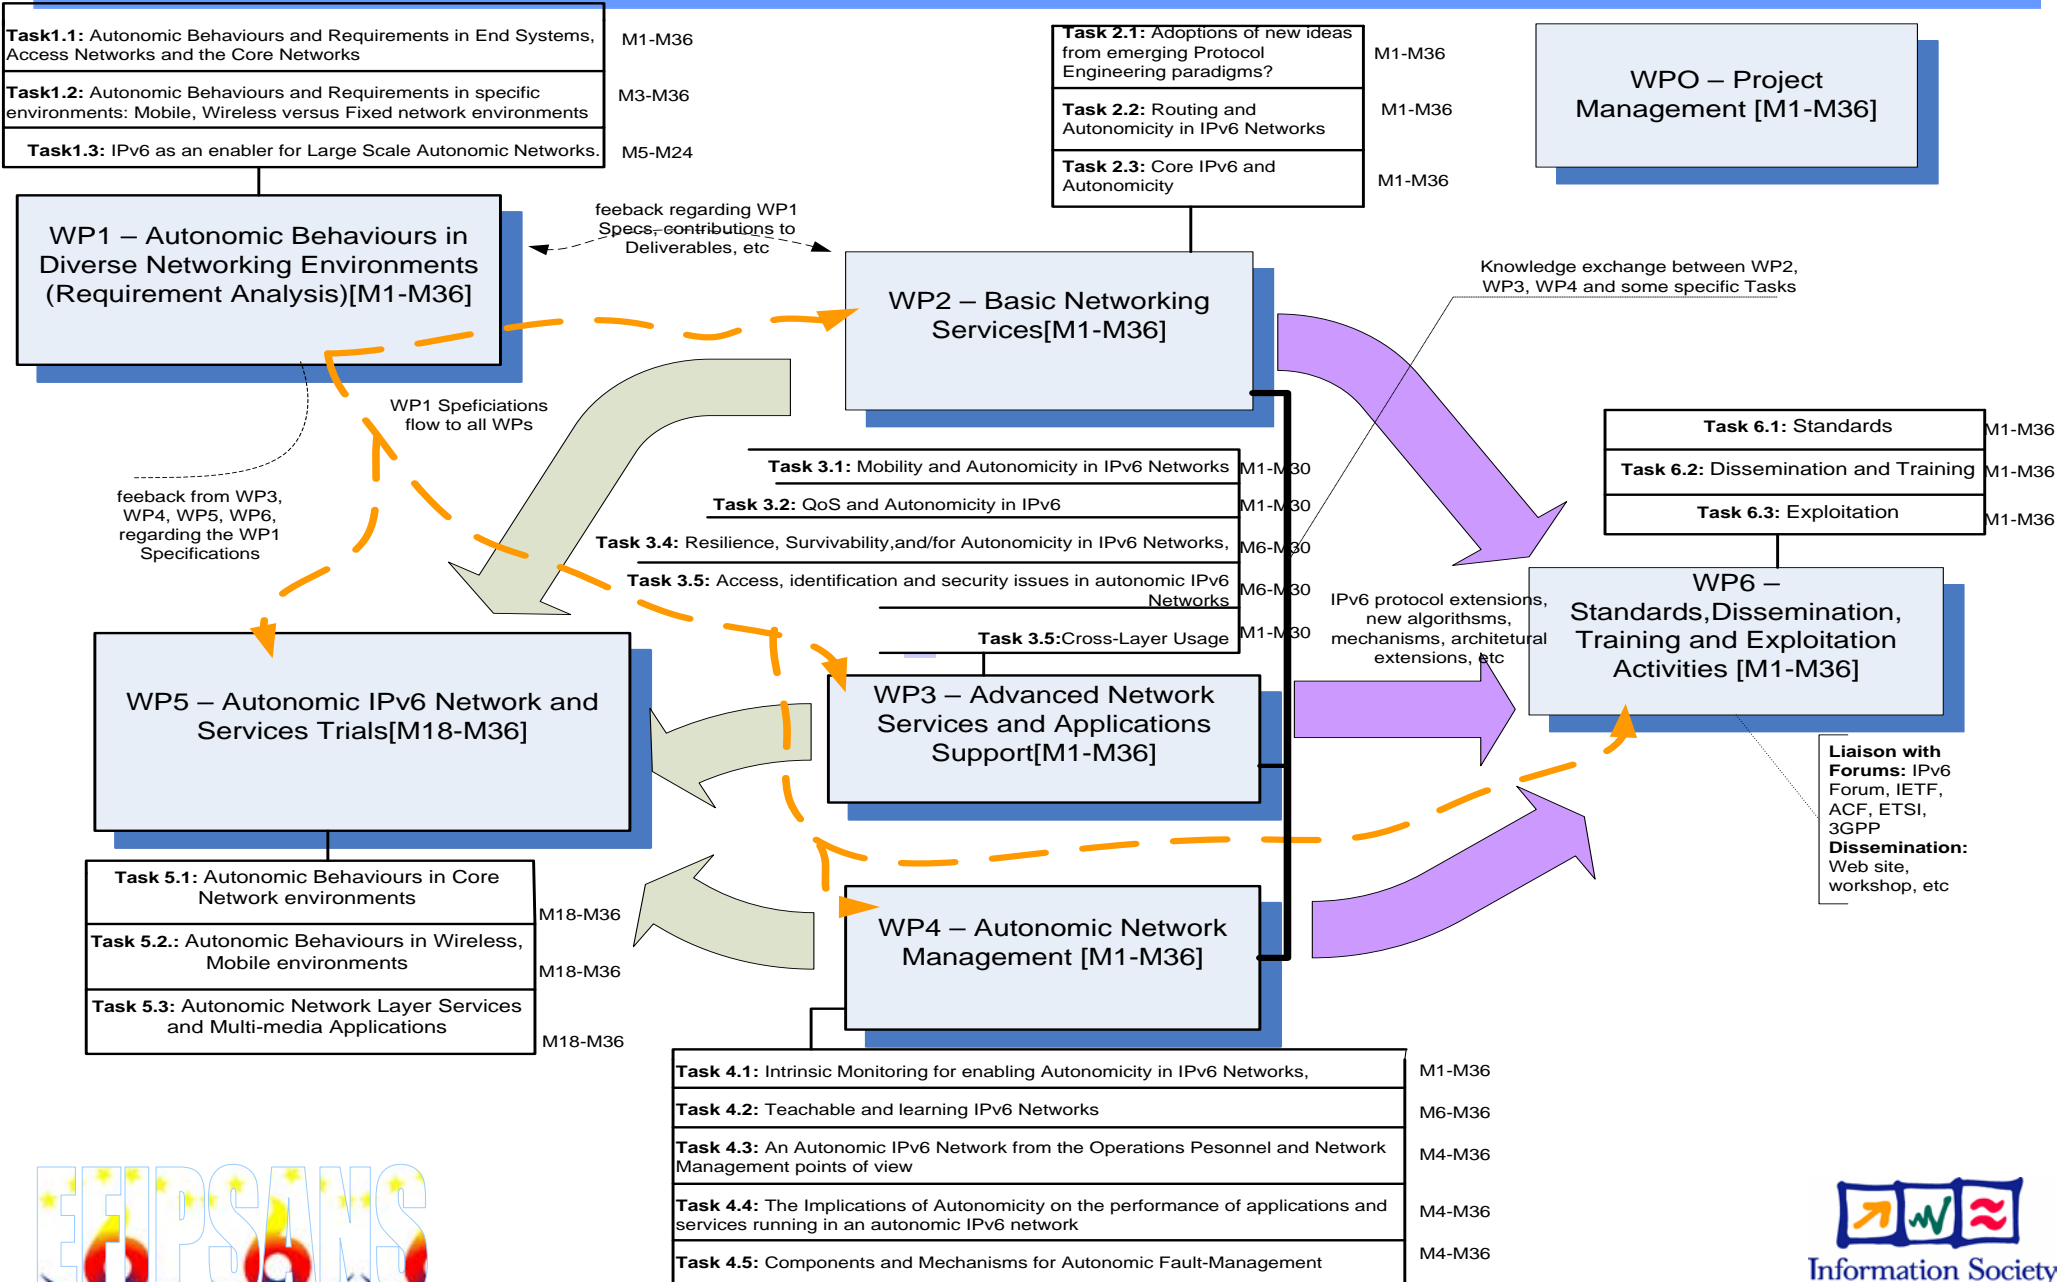 Task1.1: Autonomic Behaviours and Requirements in End Systems,
Access Networks and the Core Networks
M1-M36
Task1.2: Autonomic Behaviours and Requirements in specific
environments: Mobile, Wireless versus Fixed network environments
M3-M36
Task1.3: IPv6 as an enabler for Large Scale Autonomic Networks.
M5-M24
Task 2.1: Adoptions of new ideas
from emerging Protocol
Engineering paradigms?
M1-M36
Task 2.2: Routing and
Autonomicity in IPv6 Networks
M1-M36
Task 2.3: Core IPv6 and
Autonomicity
M1-M36
WPO – Project
Management [M1-M36]
WP1 – Autonomic Behaviours in
Diverse Networking Environments
(Requirement Analysis)[M1-M36]
feeback regarding WP1
Specs, contributions to
Deliverables, etc
WP2 – Basic Networking
Services[M1-M36]
Knowledge exchange between WP2,
WP3, WP4 and some specific Tasks
WP1 Speficiations
flow to all WPs
feeback from WP3,
WP4, WP5, WP6,
regarding the WP1
Specifications
Task 3.1: Mobility and Autonomicity in IPv6 Networks
M1-M30
Task 3.2: QoS and Autonomicity in IPv6
M1-M30
Task 3.4: Resilience, Survivability,and/for Autonomicity in IPv6 Networks,
M6-M30
Task 3.5: Access, identification and security issues in autonomic IPv6
Networks
M6-M30
Task 3.5:Cross-Layer Usage
M1-M30
Task 6.1: Standards
M1-M36
Task 6.2: Dissemination and Training
M1-M36
Task 6.3: Exploitation
M1-M36
IPv6 protocol extensions,
new algorithsms,
mechanisms, architetural
extensions, etc
WP6 –
Standards,Dissemination,
Training and Exploitation
Activities [M1-M36]
WP5 – Autonomic IPv6 Network and
Services Trials[M18-M36]
WP3 – Advanced Network
Services and Applications
Support[M1-M36]
Liaison with
Forums: IPv6
Forum, IETF,
ACF, ETSI,
3GPP
Dissemination:
Web site,
workshop, etc
Task 5.1: Autonomic Behaviours in Core
Network environments
M18-M36
Task 5.2.: Autonomic Behaviours in Wireless,
Mobile environments
M18-M36
Task 5.3: Autonomic Network Layer Services
and Multi-media Applications
M18-M36
WP4 – Autonomic Network
Management [M1-M36]
Task 4.1: Intrinsic Monitoring for enabling Autonomicity in IPv6 Networks,
M1-M36
Task 4.2: Teachable and learning IPv6 Networks
M6-M36
Task 4.3: An Autonomic IPv6 Network from the Operations Pesonnel and Network
Management points of view
M4-M36
Task 4.4: The Implications of Autonomicity on the performance of applications and
services running in an autonomic IPv6 network
M4-M36
Task 4.5: Components and Mechanisms for Autonomic Fault-Management
M4-M36
EFIPSANS
Information Society